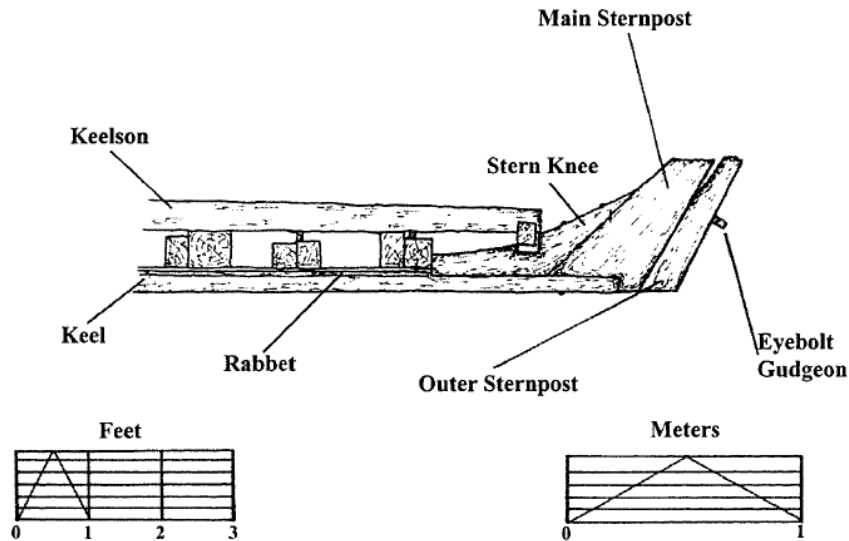 Main Sternpost
Keelson
Stern Knee
Keel
Rabbet
Outer Sternpost
Eyebolt
Gudgeon
Feet
0 1 2 3
Meters
0 1